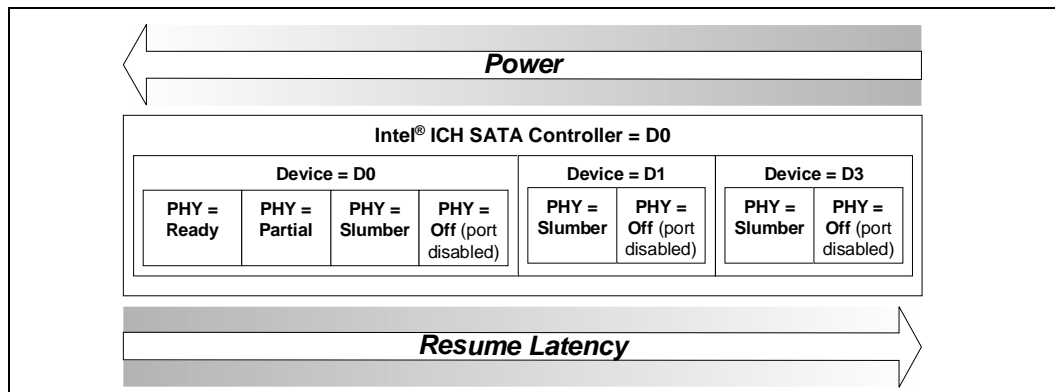 Power
Intel® ICH SATA Controller = D0
Device = D0
PHY =
Ready
PHY =
Partial
PHY =
Slumber
PHY =
Off (port
disabled)
Device = D1
PHY =
Slumber
PHY =
Off (port
disabled)
Device = D3
PHY =
Slumber
PHY =
Off (port
disabled)
Resume Latency